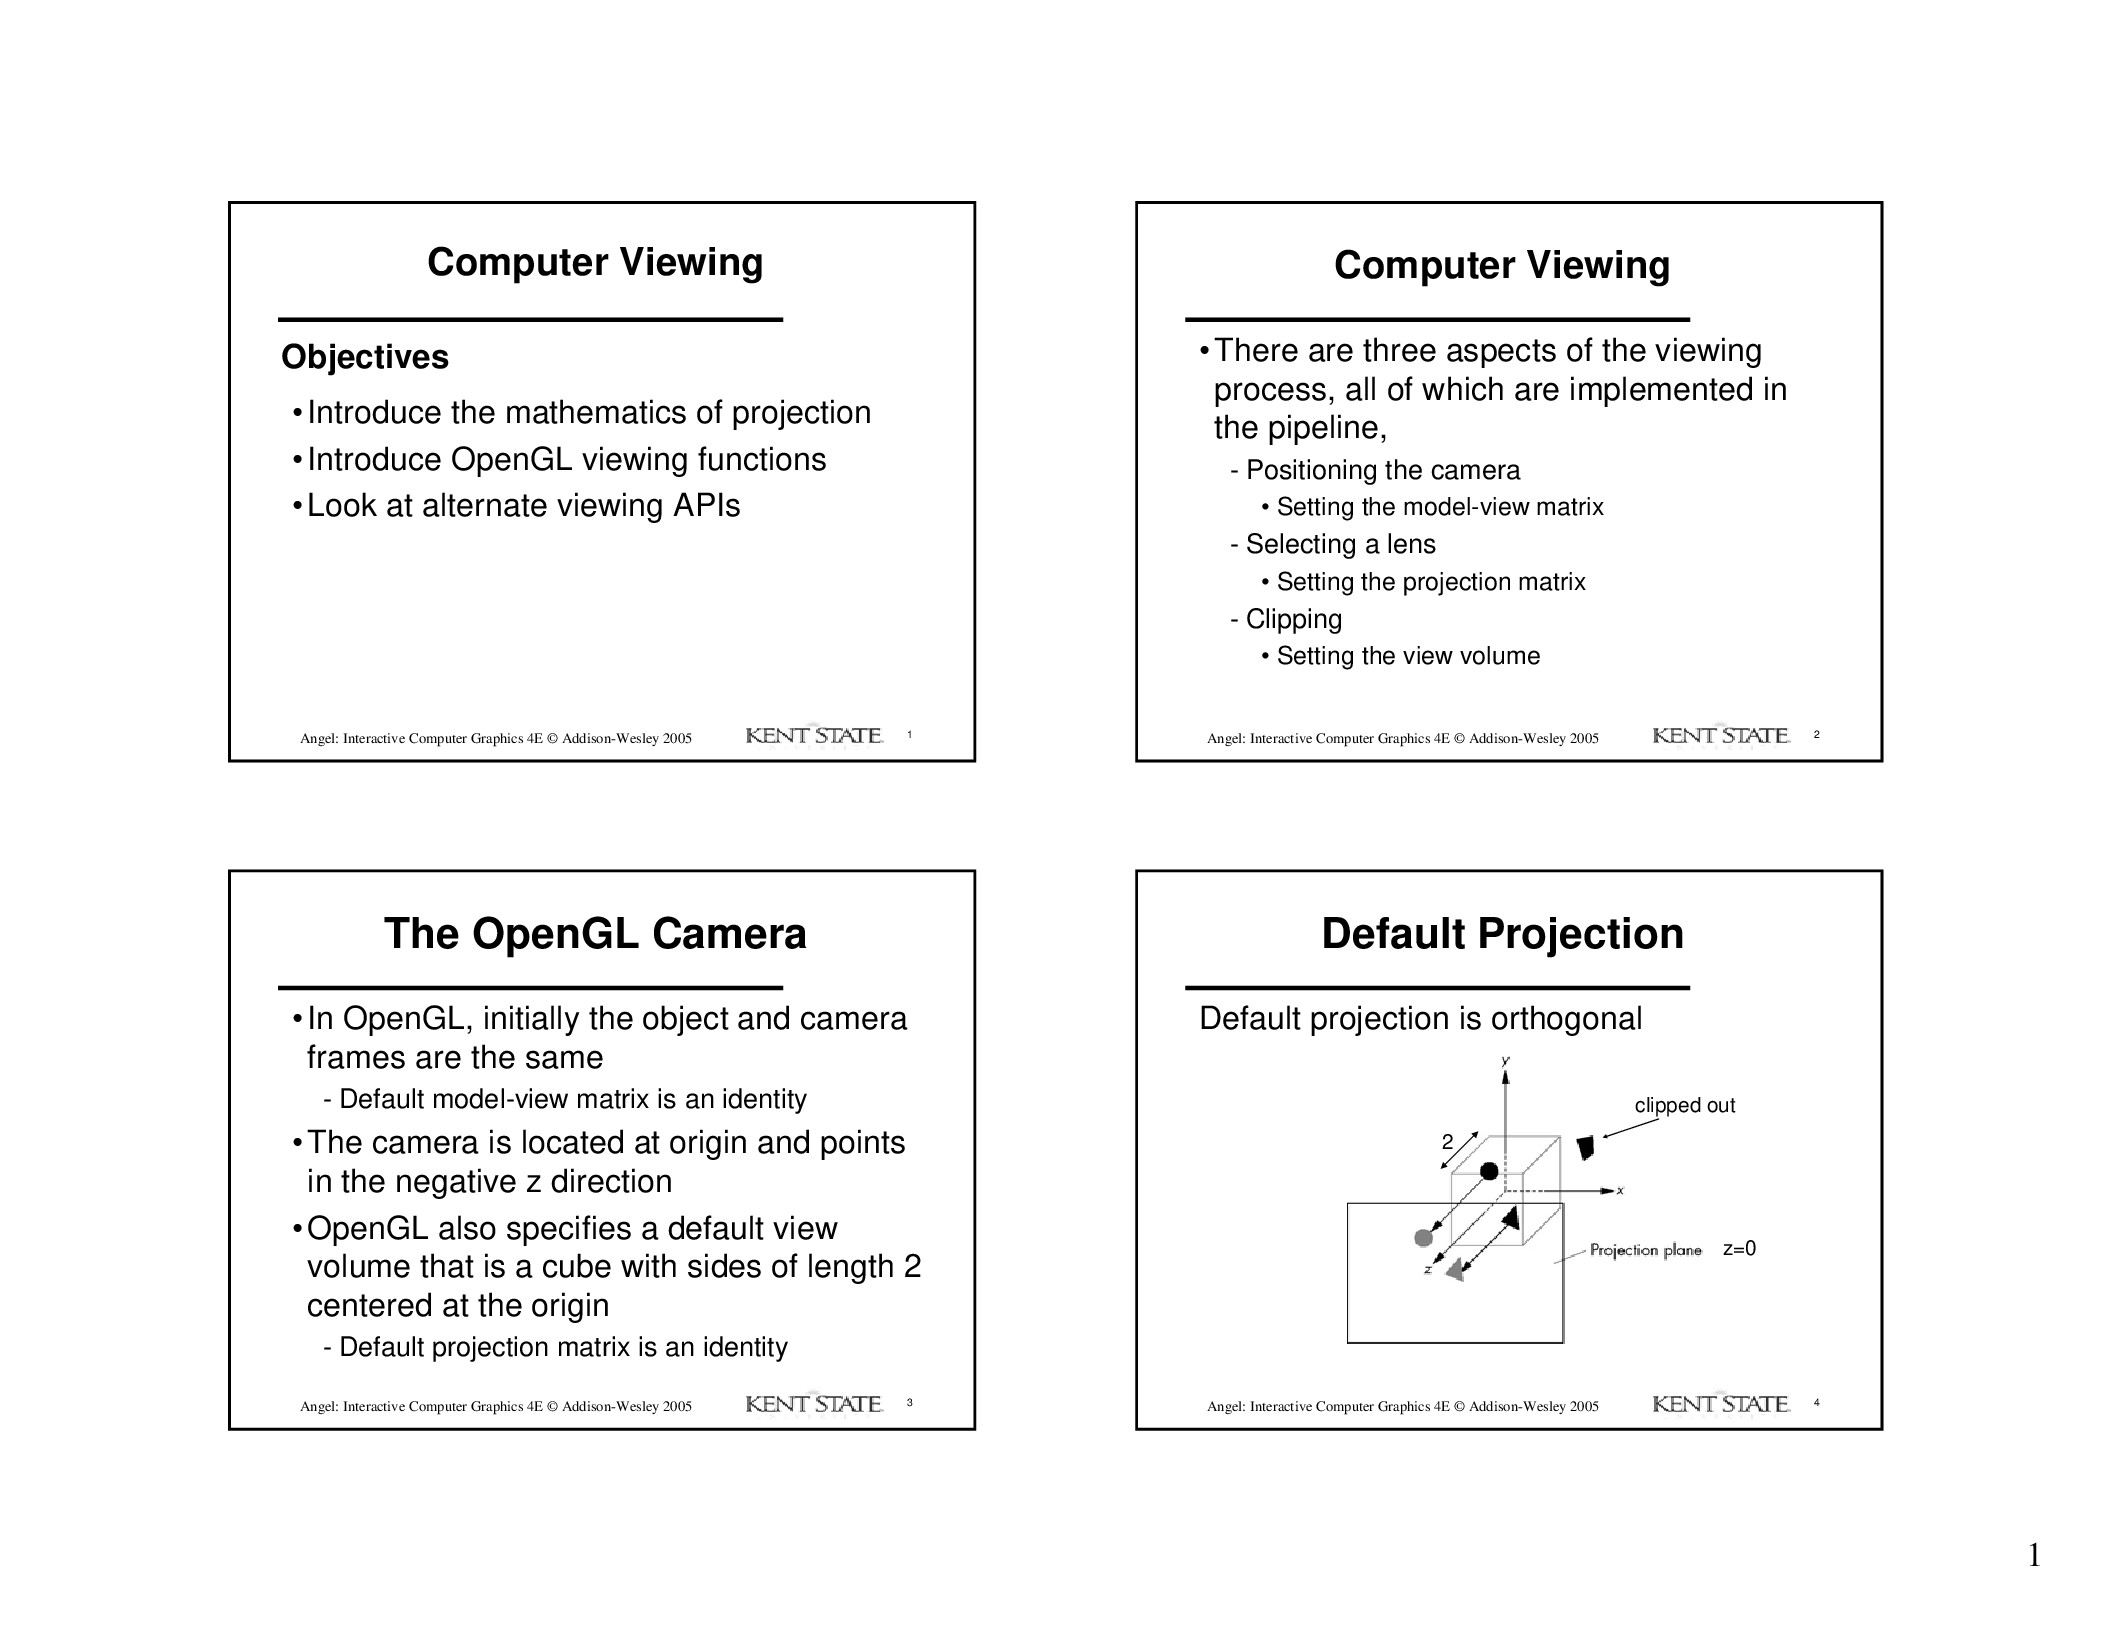 Computer Viewing
Objectives
•Introduce the mathematics of projection
•Introduce OpenGL viewing functions
•Look at alternate viewing APIs
Angel: Interactive Computer Graphics 4E © Addison-Wesley 2005 KENT STATE 1
Computer Viewing
•There are three aspects of the viewing
process, all of which are implemented in
the pipeline,
- Positioning the camera
• Setting the model-view matrix
- Selecting a lens
• Setting the projection matrix
- Clipping
• Setting the view volume
Angel: Interactive Computer Graphics 4E © Addison-Wesley 2005 KENT STATE 2
The OpenGL Camera
•In OpenGL, initially the object and camera
frames are the same
- Default model-view matrix is an identity
•The camera is located at origin and points
in the negative z direction
•OpenGL also specifies a default view
volume that is a cube with sides of length 2
centered at the origin
- Default projection matrix is an identity
Angel: Interactive Computer Graphics 4E © Addison-Wesley 2005 KENT STATE 3
Default Projection
Default projection is orthogonal
y
clipped out
2
x
Projection plane z=0
z
Angel: Interactive Computer Graphics 4E © Addison-Wesley 2005 KENT STATE 4
1